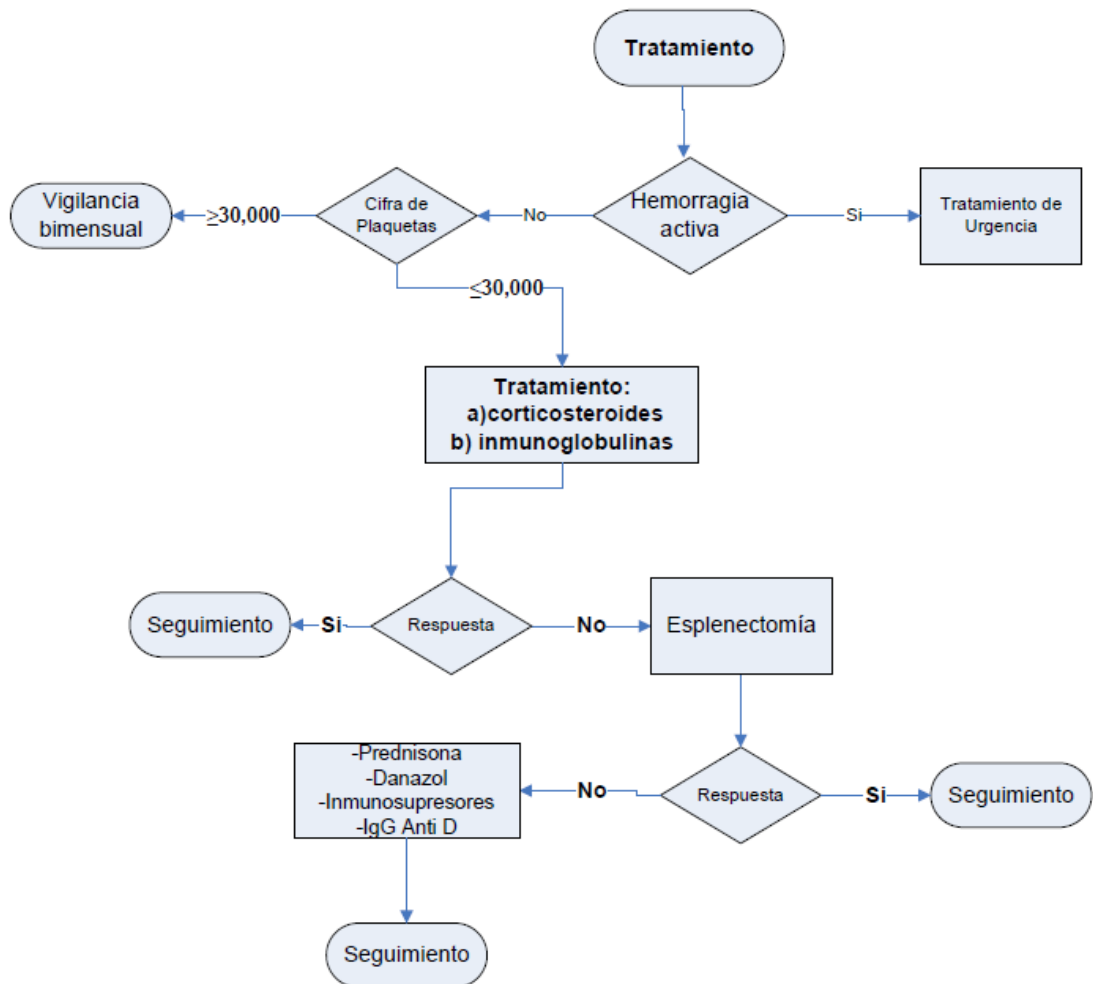 Tratamiento
Hemorragia
activa
Si
Tratamiento de
Urgencia
No
Cifra de
Plaquetas
≥30,000
Vigilancia
bimensual
≤30,000
Tratamiento:
a)corticosteroides
b) inmunoglobulinas
Respuesta
Si
Seguimiento
No
Esplenectomía
Respuesta
Si
Seguimiento
No
-Prednisona
-Danazol
-Inmunosupresores
-IgG Anti D
Seguimiento